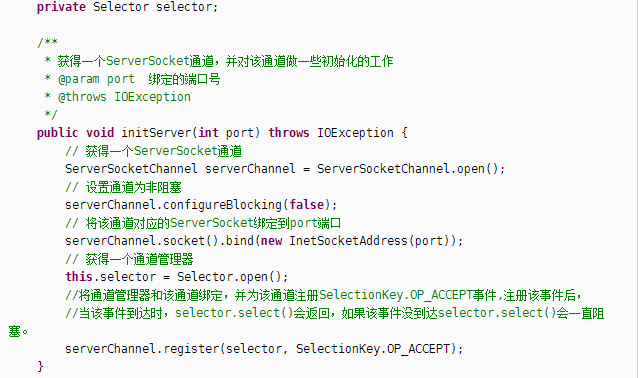 private Selector selector;
/**
* 获得一个ServerSocket通道，并对该通道做一些初始化的工作
* @param port  绑定的端口号
* @throws IOException
*/
public void initServer(int port) throws IOException {
// 获得一个ServerSocket通道
ServerSocketChannel serverChannel = ServerSocketChannel.open();
// 设置通道为非阻塞
serverChannel.configureBlocking(false);
// 将该通道对应的ServerSocket绑定到port端口
serverChannel.socket().bind(new InetSocketAddress(port));
// 获得一个通道管理器
this.selector = Selector.open();
//将通道管理器和该通道绑定，并为该通道注册SelectionKey.OP_ACCEPT事件,注册该事件后，
//当该事件到达时，selector.select()会返回，如果该事件没到达selector.select()会一直阻
塞。
serverChannel.register(selector, SelectionKey.OP_ACCEPT);
}